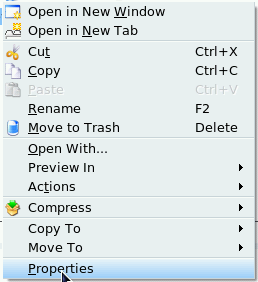 Open in New Window
Open in New Tab
Cut Ctrl+X
Copy Ctrl+C
Paste Ctrl+V
Rename F2
Move to Trash Delete
Open With...
Preview In
Actions
Compress
Copy To
Move To
Properties